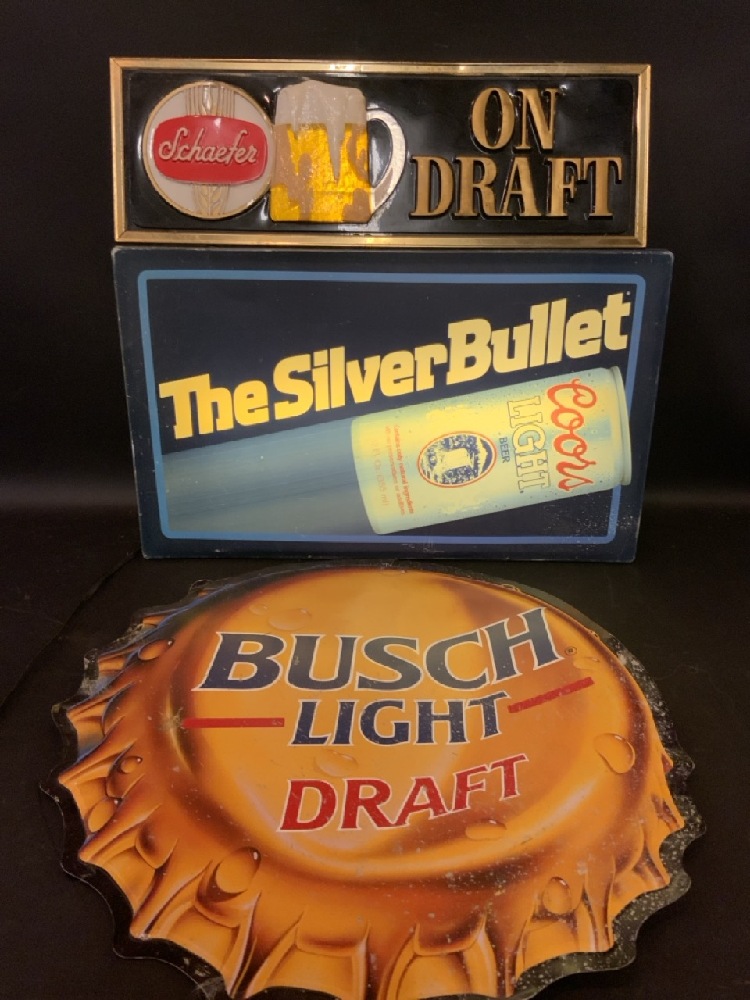 Schaefer
ON
DRAFT
The Silver Bullet
Coors
LIGHT
BEER
BUSCH
LIGHT
DRAFT